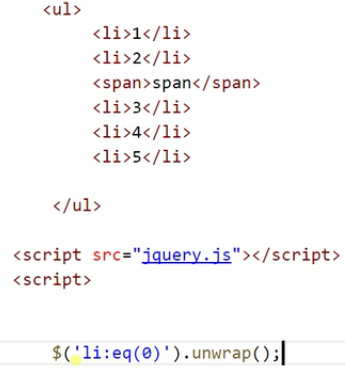 <ul>
<li>1</li>
<li>2</li>
<span>span</span>
<li>3</li>
<li>4</li>
<li>5</li>
</ul>
<script src="jquery.js"></script>
<script>
$('li:eq(0)').unwrap();